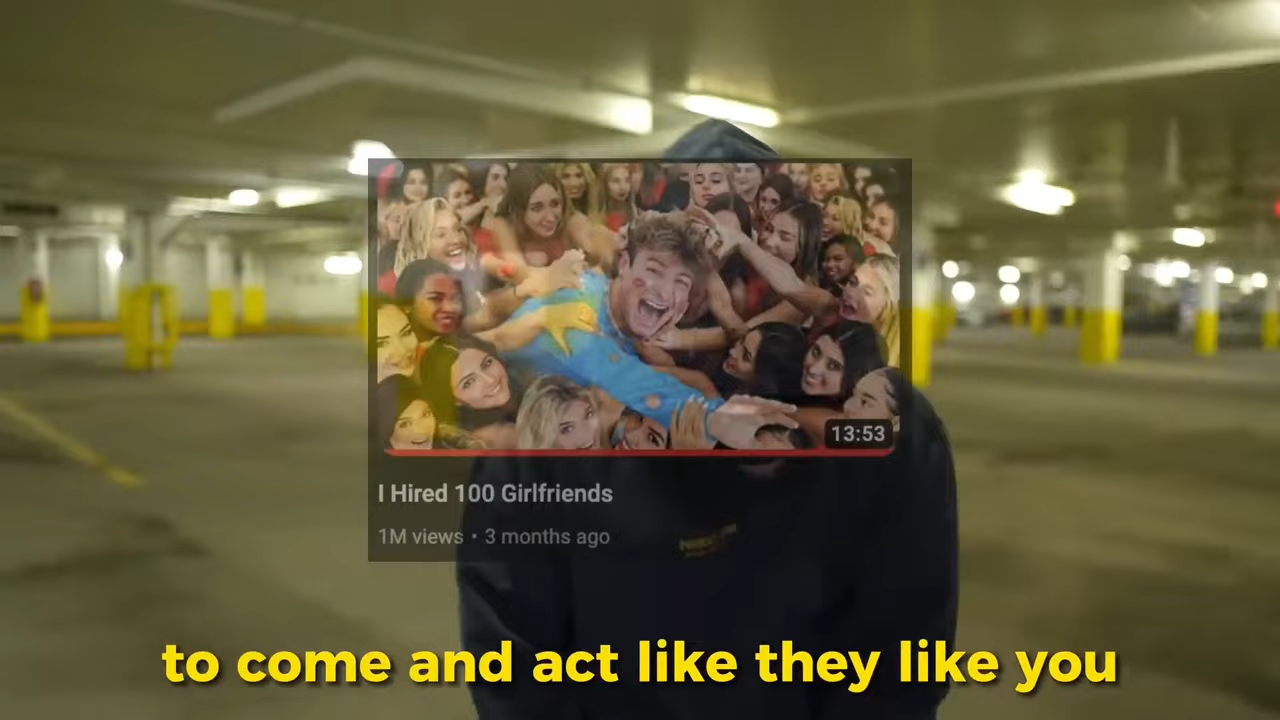 13:53
I Hired 100 Girlfriends
1M views • 3 months ago
to come and act like they like you